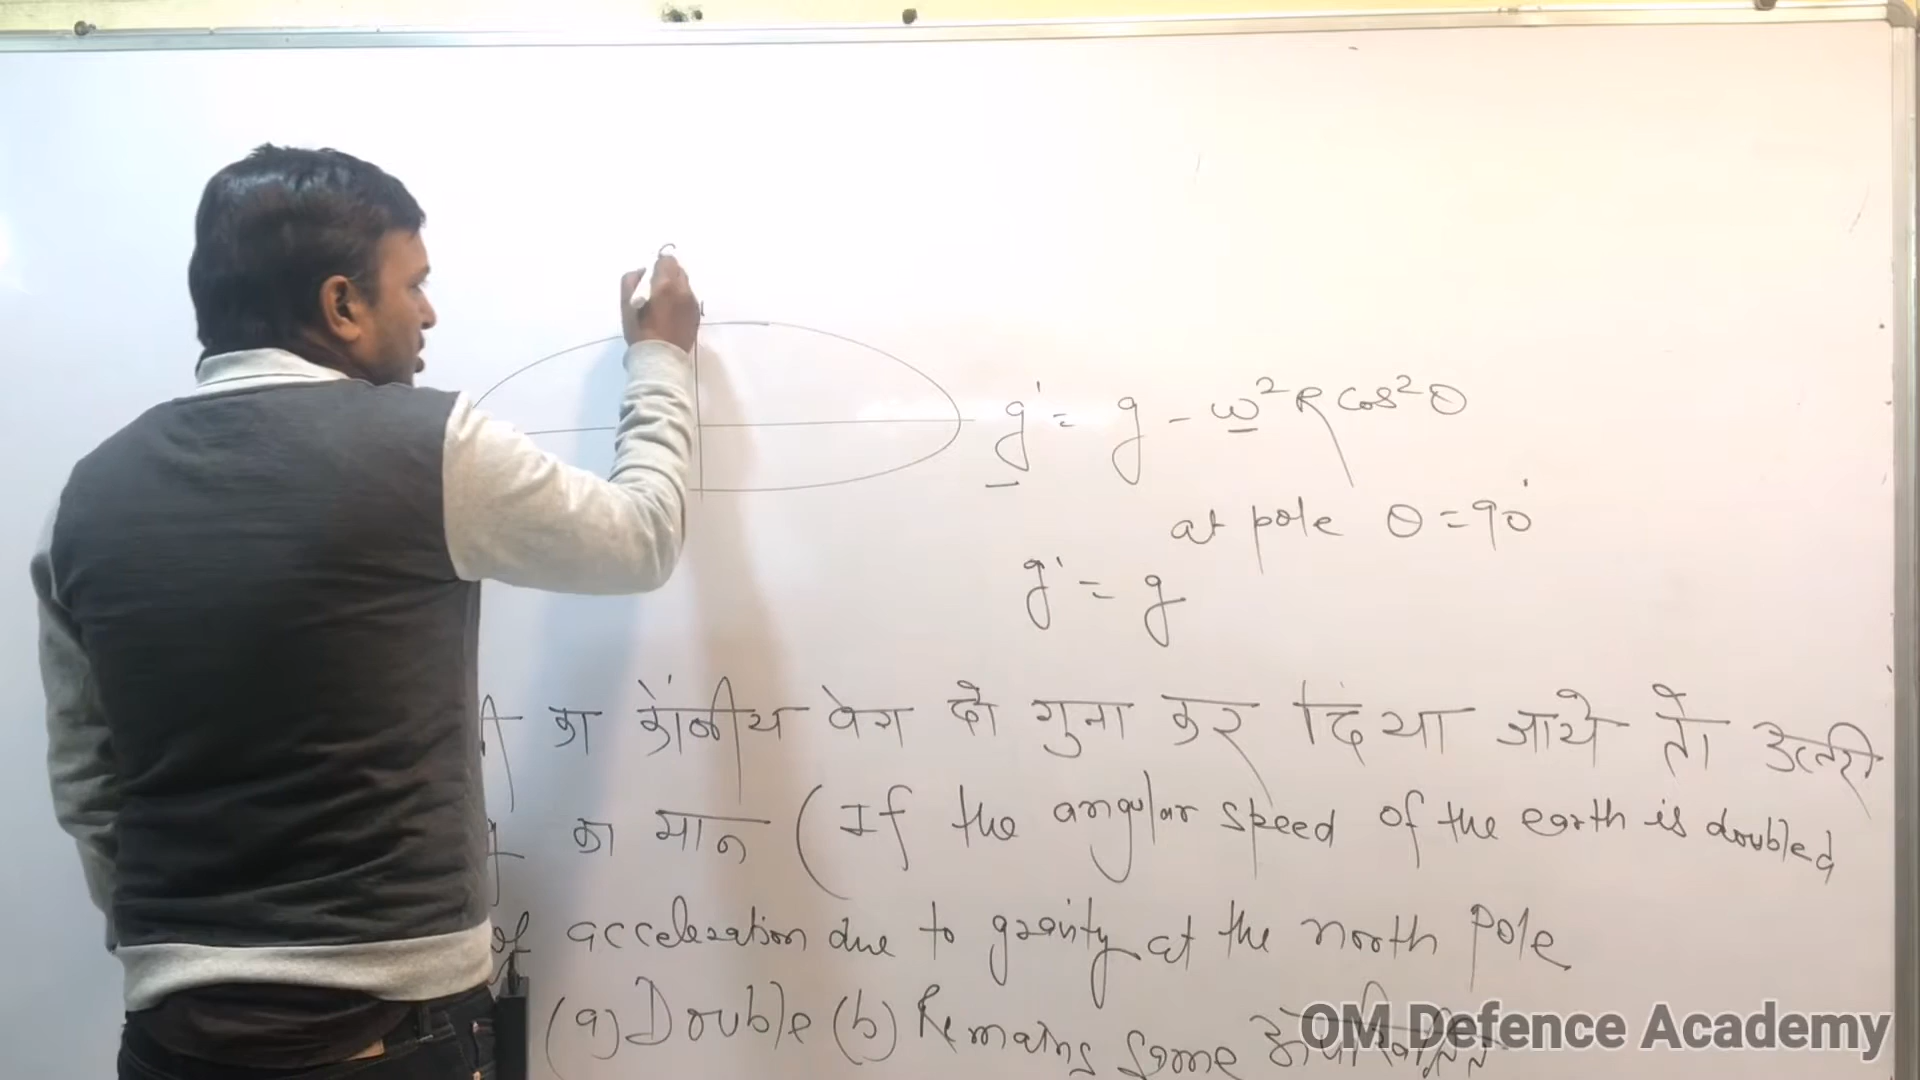 g' = g - ω²R cos²θ
at pole θ = 90°
g' = g
का कोंणीय वेग दो गुना कर दिया जाये तो उत्तरी
का मान (If the angular speed of the earth is doubled
of acceleration due to gravity at the north pole
(a) Double (b) Remains Same
OM Defence Academy